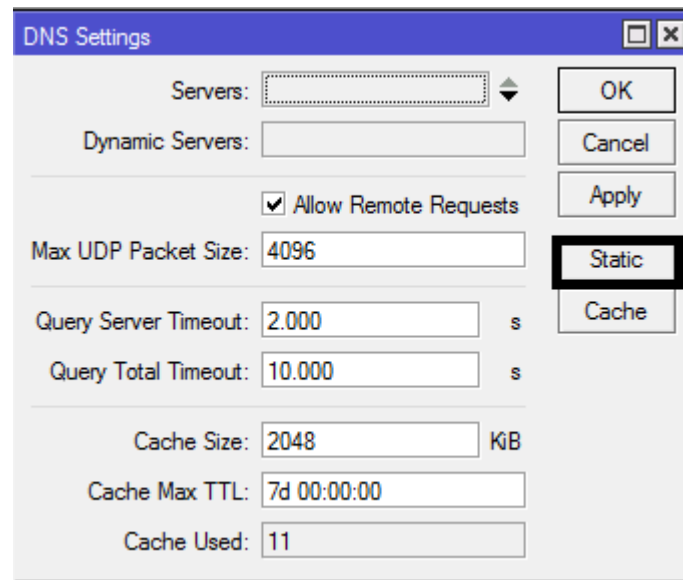 DNS Settings
Servers:
OK
Dynamic Servers:
Cancel
Allow Remote Requests
Apply
Max UDP Packet Size: 4096
Static
Query Server Timeout: 2.000 s
Cache
Query Total Timeout: 10.000 s
Cache Size: 2048 KiB
Cache Max TTL: 7d 00:00:00
Cache Used: 11